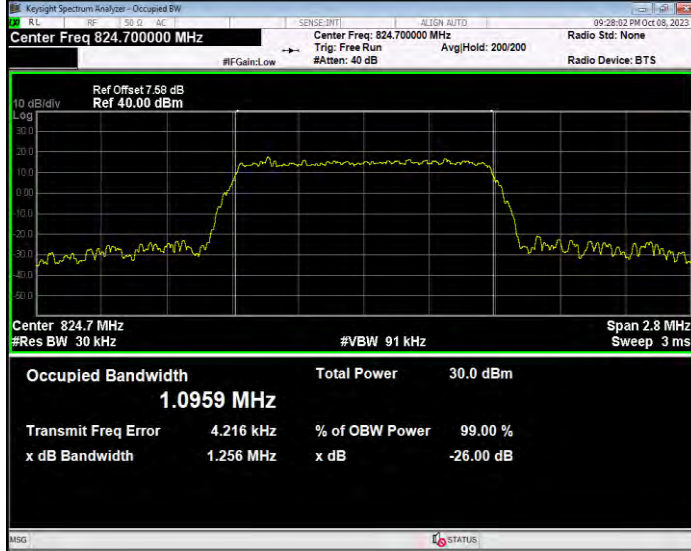 Keysight Spectrum Analyzer - Occupied BW
RL RF 50 Ω AC SENSE:INT ALIGN AUTO 09:28:02 PM Oct 08, 2023
Center Freq 824.700000 MHz Center Freq: 824.700000 MHz Radio Std: None
Trig: Free Run Avg|Hold: 200/200
#IFGain:Low #Atten: 40 dB Radio Device: BTS
Ref Offset 7.58 dB
10 dB/div Ref 40.00 dBm
Log
30.0
20.0
10.0
0.00
-10.0
-20.0
-30.0
-40.0
-50.0
Center 824.7 MHz Span 2.8 MHz
#Res BW 30 kHz #VBW 91 kHz Sweep 3 ms
Occupied Bandwidth Total Power 30.0 dBm
1.0959 MHz
Transmit Freq Error 4.216 kHz % of OBW Power 99.00 %
x dB Bandwidth 1.256 MHz x dB -26.00 dB
MSG STATUS